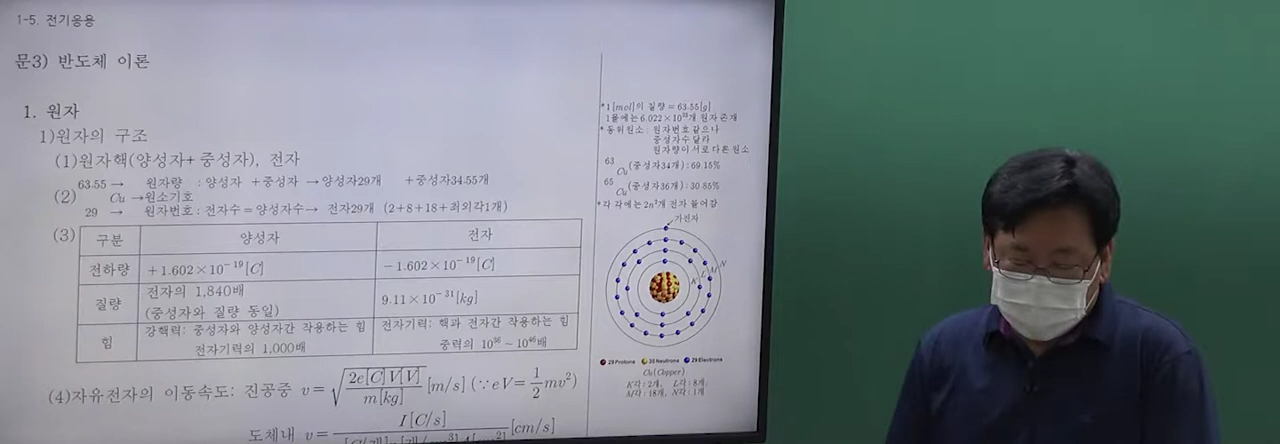 1-5. 전기응용
문3) 반도체 이론
1. 원자
1)원자의 구조
(1)원자핵(양성자+ 중성자), 전자
63.55 → 원자량 : 양성자 +중성자 → 양성자29개 +중성자34.55개
(2) Cu → 원소기호
29 → 원자번호: 전자수=양성자수→ 전자29개 (2+8+18+최외각1개)
(3) 구분 양성자 전자
전하량 +1.602×10⁻¹⁹[C] −1.602×10⁻¹⁹[C]
질량 전자의 1,840배 (중성자와 질량 동일) 9.11×10⁻³¹[kg]
힘 강핵력: 중성자와 양성자간 작용하는 힘 전자기력의 1,000배 전자기력: 핵과 전자간 작용하는 힘 중력의 10³⁶ ~ 10⁴⁶배
(4)자유전자의 이동속도: 진공중 v=√(2e[C]V[V]/m[kg]) [m/s] (∵eV=1/2mv²)
도체내 v= I[C/s] [cm/s]
*1[mol]의 질량=63.55[g]
1몰에는 6.022×10²³개 원자 존재
*동위원소: 원자번호 같으나
중성자수 달라
원자량이 서로 다른 원소
⁶³Cu(중성자34개): 69.15%
⁶⁵Cu(중성자36개): 30.85%
*각 각에는 2n²개 전자 들어감
가전자
K L M N
29 Protons 35 Neutrons 29 Electrons
Cu(Copper)
K각: 2개, L각: 8개,
M각: 18개, N각: 1개